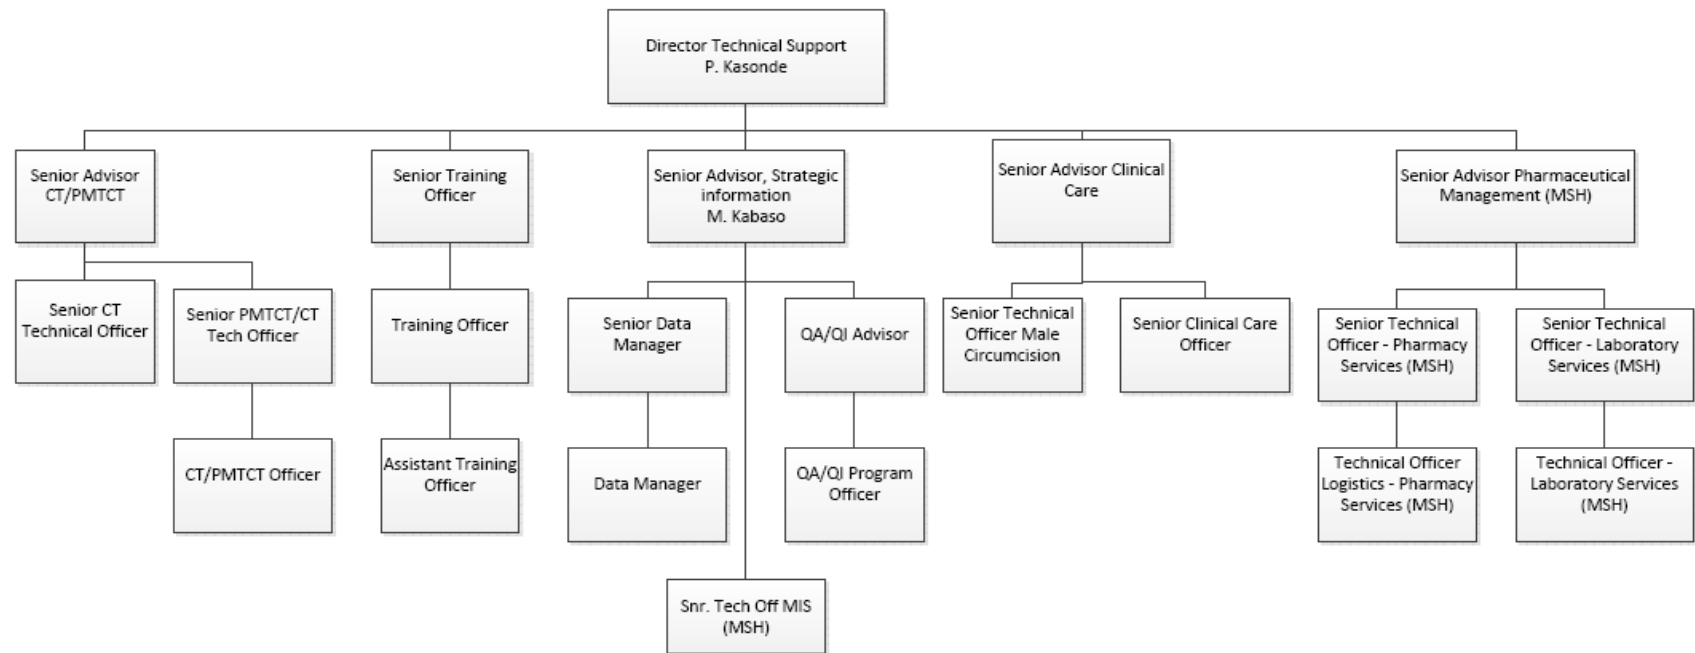 Director Technical Support
P. Kasonde
Senior Advisor
CT/PMTCT
Senior Training
Officer
Senior Advisor, Strategic
information
M. Kabaso
Senior Advisor Clinical
Care
Senior Advisor Pharmaceutical
Management (MSH)
Senior CT
Technical Officer
Senior PMTCT/CT
Tech Officer
Training Officer
Senior Data
Manager
QA/QI Advisor
Senior Technical
Officer Male
Circumcision
Senior Clinical Care
Officer
Senior Technical
Officer - Pharmacy
Services (MSH)
Senior Technical
Officer - Laboratory
Services (MSH)
CT/PMTCT Officer
Assistant Training
Officer
Data Manager
QA/QI Program
Officer
Technical Officer
Logistics - Pharmacy
Services (MSH)
Technical Officer -
Laboratory Services
(MSH)
Snr. Tech Off MIS
(MSH)